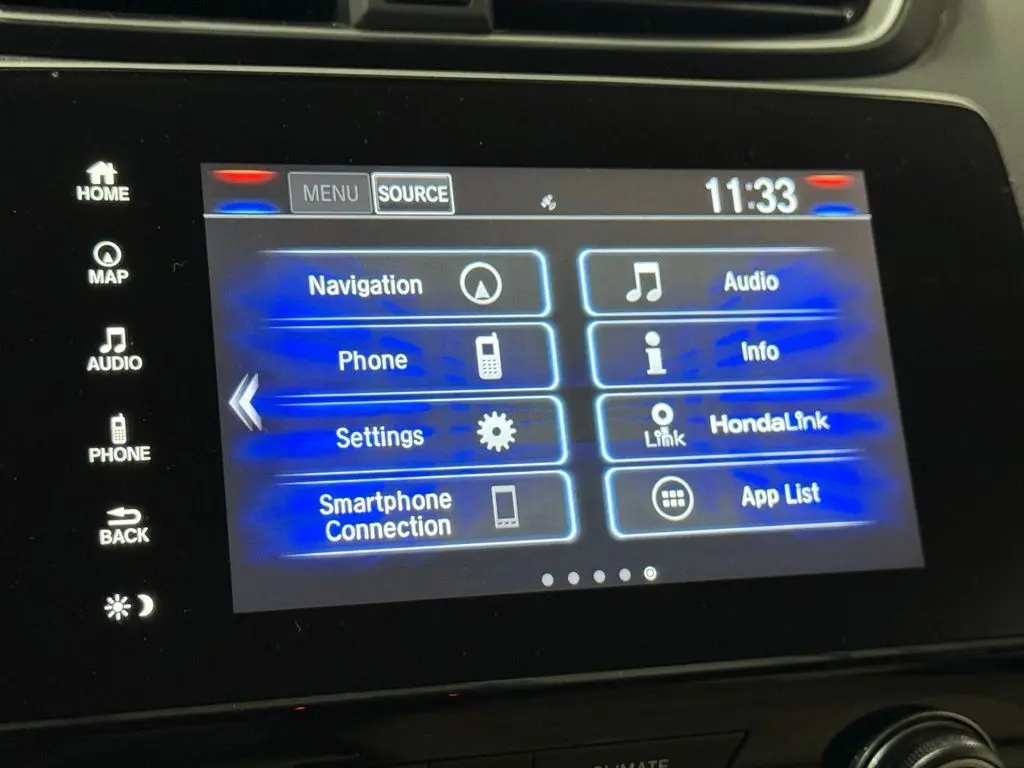 HOME
MAP
AUDIO
PHONE
BACK
MENU SOURCE 11:33
Navigation
Audio
Phone
Info
Settings
Link HondaLink
Smartphone
Connection
App List
CLIMATE